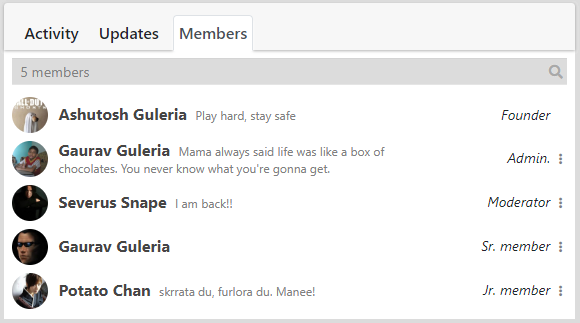 Activity Updates Members
5 members
Ashutosh Guleria Play hard, stay safe Founder
Gaurav Guleria Mama always said life was like a box of
chocolates. You never know what you're gonna get. Admin.
Severus Snape I am back!! Moderator
Gaurav Guleria Sr. member
Potato Chan skrrata du, furlora du. Manee! Jr. member